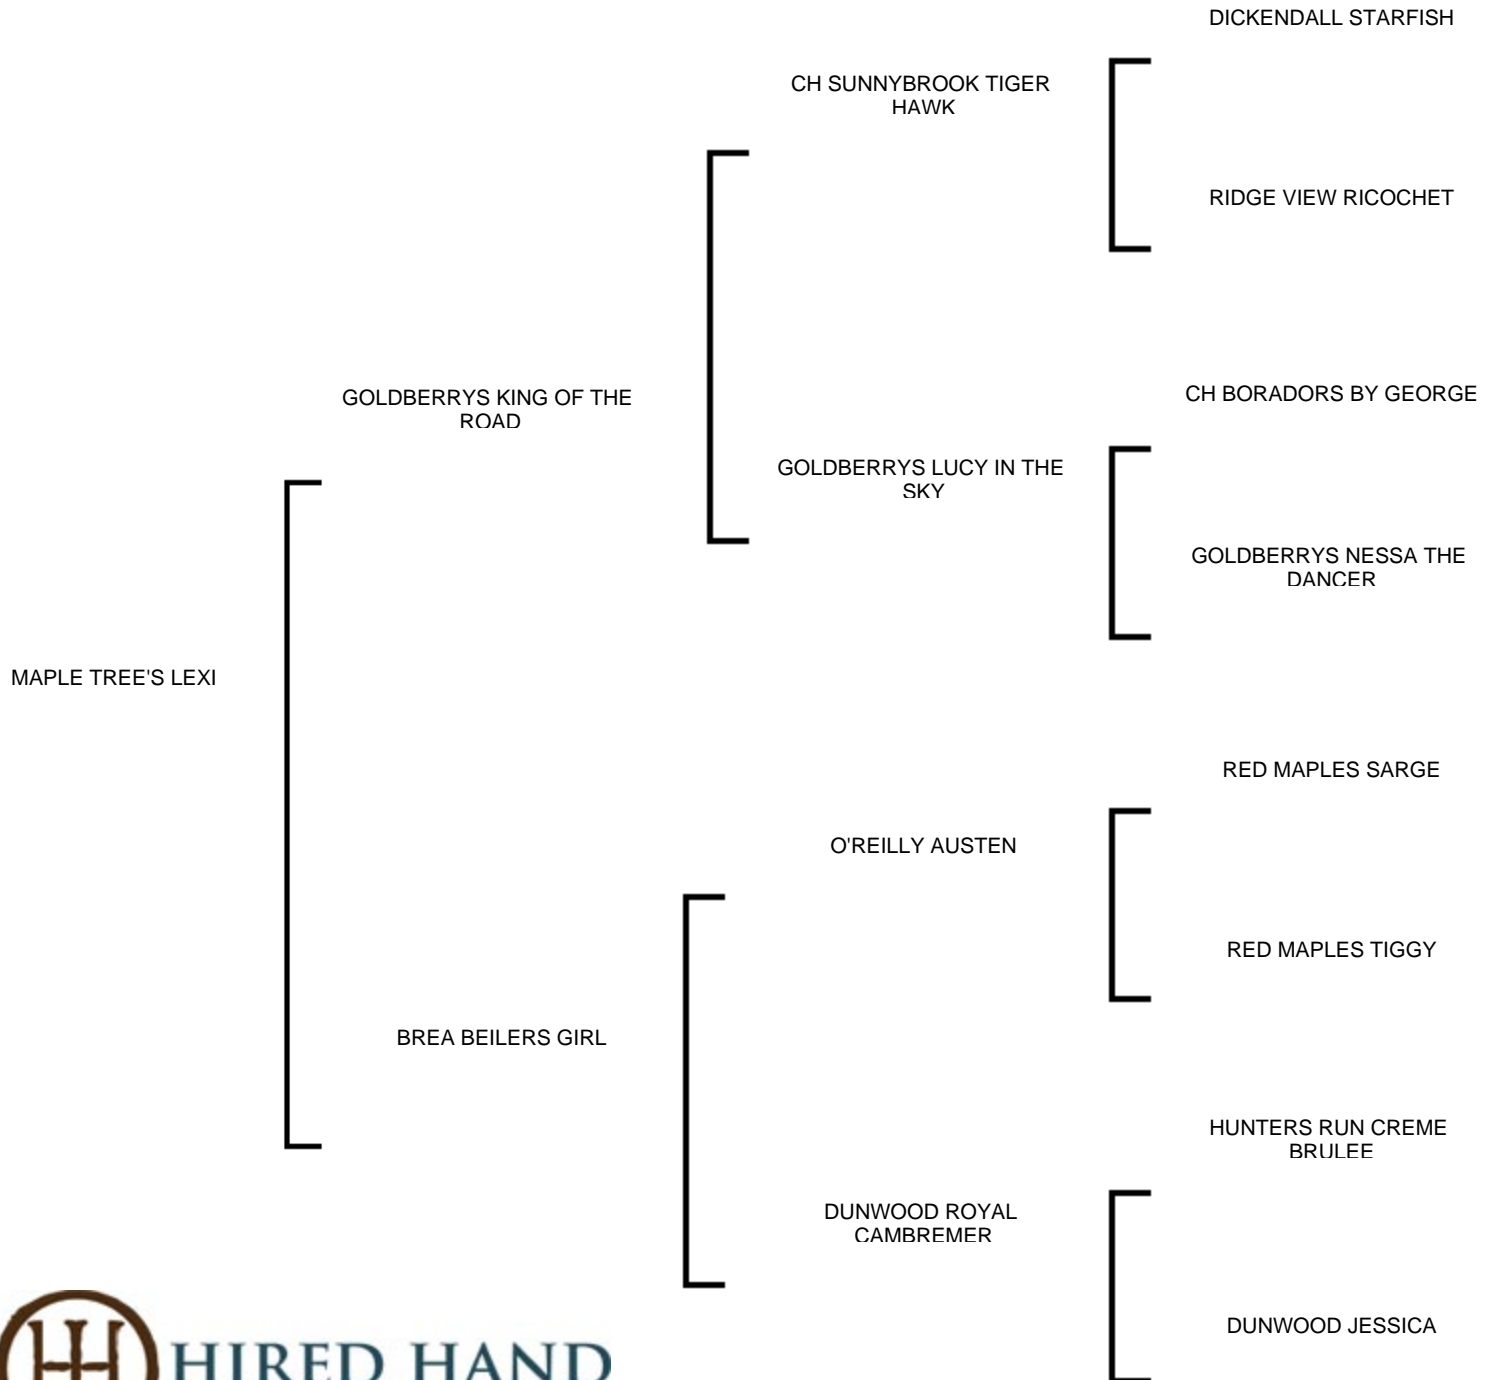 DICKENDALL STARFISH
CH SUNNYBROOK TIGER
HAWK
RIDGE VIEW RICOCHET
GOLDBERRYS KING OF THE
ROAD
CH BORADORS BY GEORGE
GOLDBERRYS LUCY IN THE
SKY
GOLDBERRYS NESSA THE
DANCER
MAPLE TREE'S LEXI
RED MAPLES SARGE
O'REILLY AUSTEN
RED MAPLES TIGGY
BREA BEILERS GIRL
HUNTERS RUN CREME
BRULEE
DUNWOOD ROYAL
CAMBREMER
DUNWOOD JESSICA
HIRED HAND